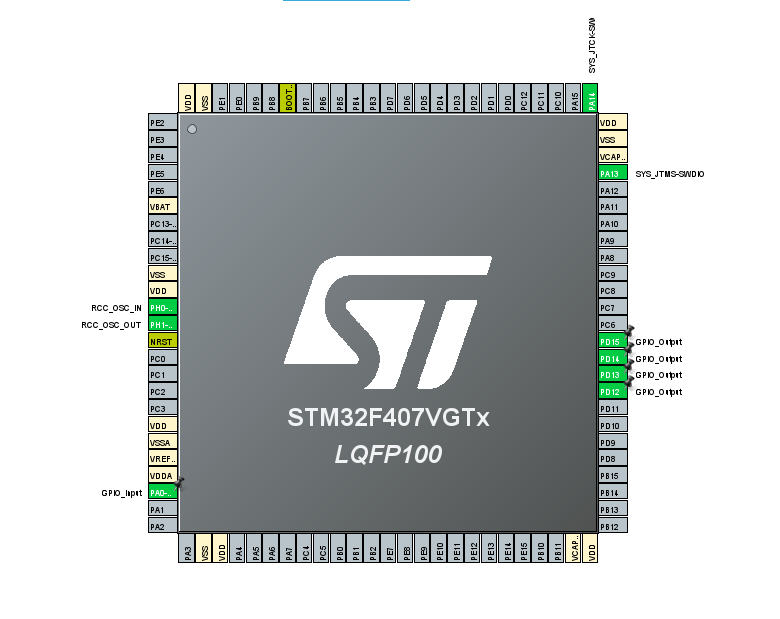 SYS_JTCK-SW
VDD VSS PE1 PE0 PB9 PB8 BOOT.. PB7 PB6 PB5 PB4 PB3 PD7 PD6 PD5 PD4 PD3 PD2 PD1 PD0 PC12 PC11 PC10 PA15 PA14
PE2 VDD
PE3 VSS
PE4 VCAP..
PE5 PA13 SYS_JTMS-SWDIO
PE6 PA12
VBAT PA11
PC13-.. PA10
PC14-.. PA9
PC15-.. PA8
VSS PC9
VDD PC8
RCC_OSC_IN PH0-.. PC7
RCC_OSC_OUT PH1-.. PC6
NRST PD15 GPIO_Output
PC0 PD14 GPIO_Output
PC1 PD13 GPIO_Output
PC2 PD12 GPIO_Output
PC3 PD11
VDD PD10
VSSA PD9
VREF.. PD8
VDDA PB15
GPIO_Input PA0-.. PB14
PA1 PB13
PA2 PB12
STM32F407VGTx
LQFP100
PA3 VSS VDD PA4 PA5 PA6 PA7 PC4 PC5 PB0 PB1 PB2 PE7 PE8 PE9 PE10 PE11 PE12 PE13 PE14 PE15 PB10 PB11 VCAP.. VDD